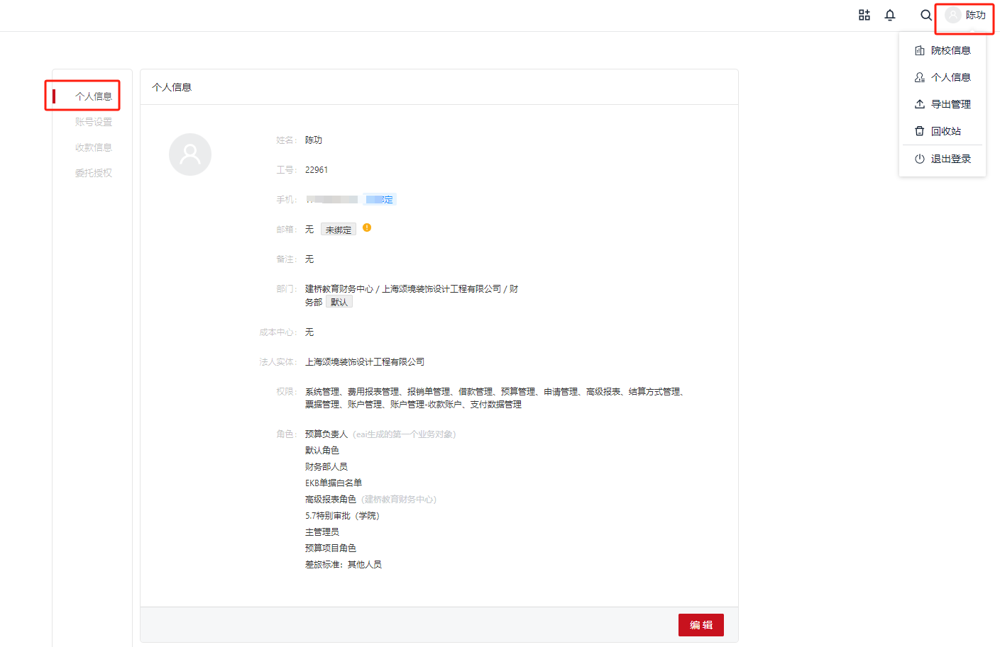 陈功
院校信息
个人信息
导出管理
回收站
退出登录
个人信息
账号设置
收款信息
委托授权
个人信息
姓名： 陈功
工号： 22961
手机： 定
邮箱： 无 未绑定
备注： 无
部门： 建桥教育财务中心 / 上海颂境装饰设计工程有限公司 / 财
务部 默认
成本中心： 无
法人实体： 上海颂境装饰设计工程有限公司
权限： 系统管理、费用报表管理、报销单管理、借款管理、预算管理、申请管理、高级报表、结算方式管理、
票据管理、账户管理、账户管理-收款账户、支付数据管理
角色： 预算负责人（eai生成的第一个业务对象）
默认角色
财务部人员
EKB单据白名单
高级报表角色（建桥教育财务中心）
5.7特别审批（学院）
主管理员
预算项目角色
差旅标准：其他人员
编 辑